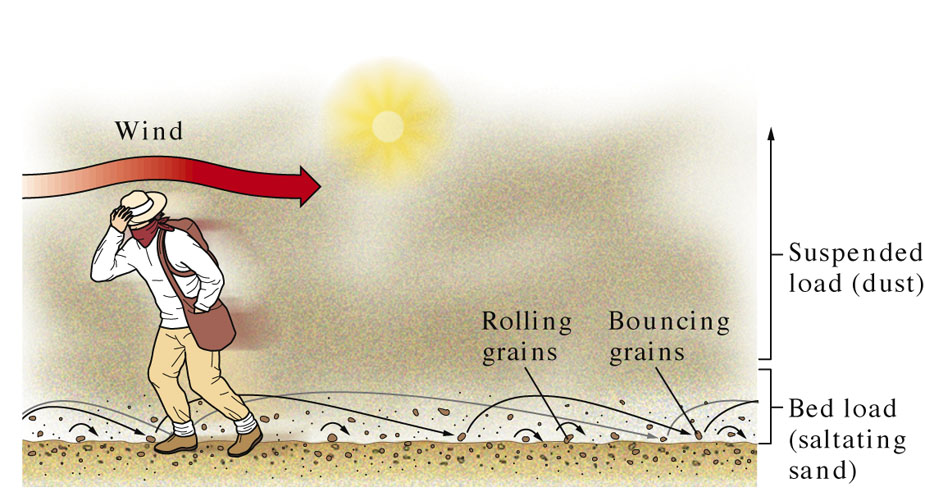 Wind
Suspended
load (dust)
Rolling
grains
Bouncing
grains
Bed load
(saltating
sand)